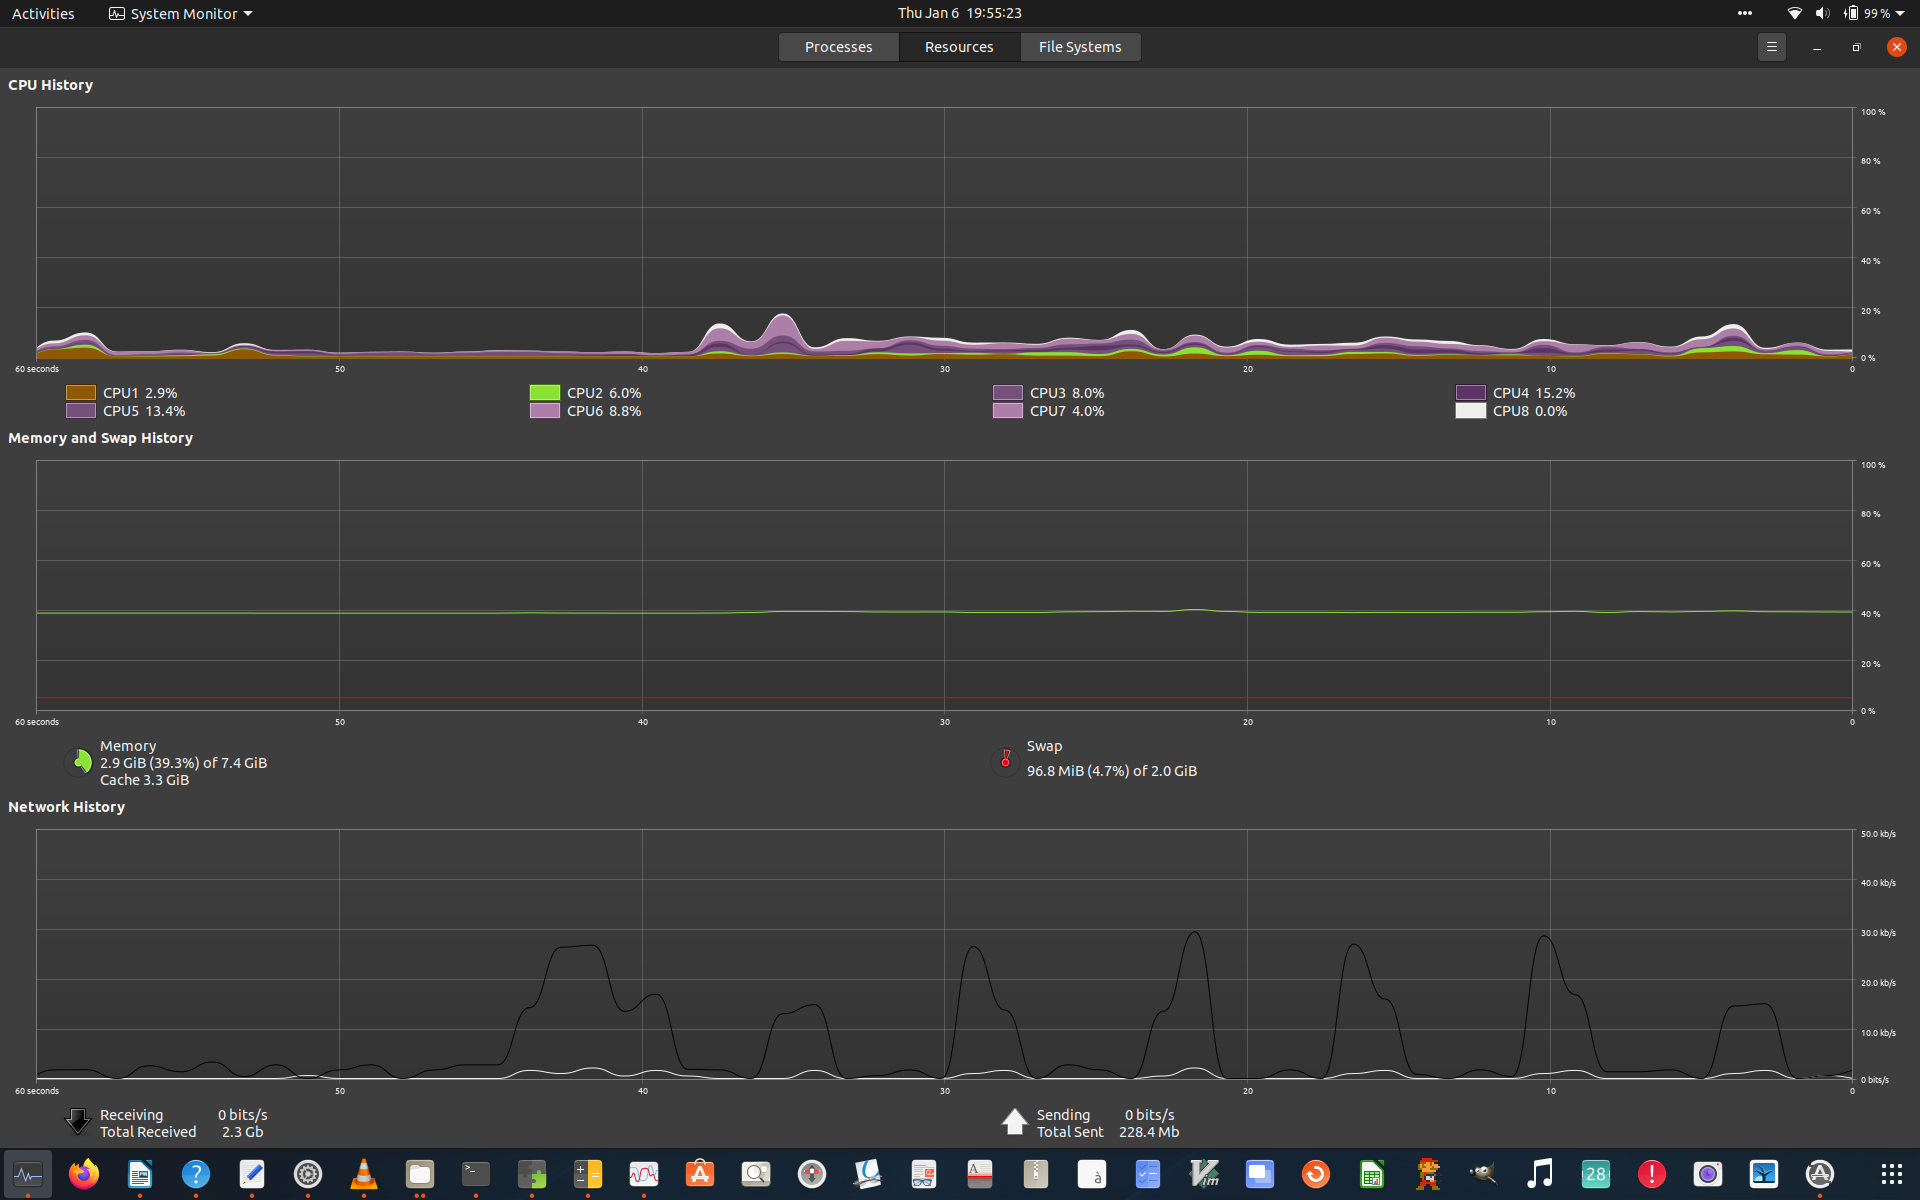 Activities System Monitor Thu Jan 6 19:55:23 99 %
Processes Resources File Systems
CPU History
100 %
80 %
60 %
40 %
20 %
0 %
60 seconds 50 40 30 20 10 0
CPU1 2.9% CPU2 6.0% CPU3 8.0% CPU4 15.2%
CPU5 13.4% CPU6 8.8% CPU7 4.0% CPU8 0.0%
Memory and Swap History
100 %
80 %
60 %
40 %
20 %
0 %
60 seconds 50 40 30 20 10 0
Memory
2.9 GiB (39.3%) of 7.4 GiB
Cache 3.3 GiB
Swap
96.8 MiB (4.7%) of 2.0 GiB
Network History
50.0 kb/s
40.0 kb/s
30.0 kb/s
20.0 kb/s
10.0 kb/s
0 bits/s
60 seconds 50 40 30 20 10 0
Receiving 0 bits/s
Total Received 2.3 Gb
Sending 0 bits/s
Total Sent 228.4 Mb
? >_ A à Vim 28 !